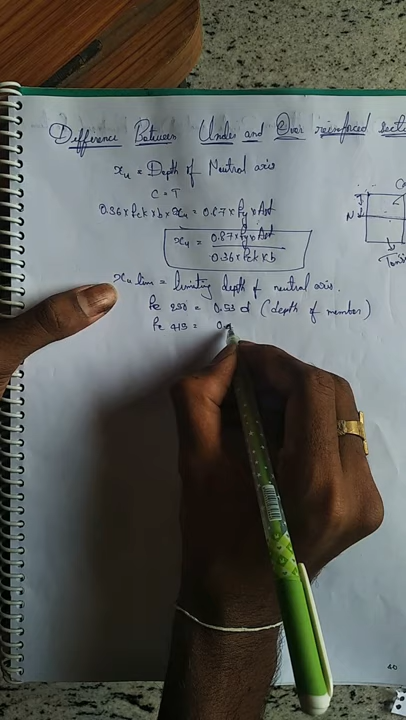 Difference Between Under and Over reinforced
xu = Depth of Neutral axis
C = T
0.36 x fck x b x xu = 0.87 x fy x Ast
xu = 0.87 x fy x Ast / 0.36 x fck x b
xu lim = limiting depth of neutral axis.
Fe 250 = 0.53 d (depth of member)
Fe 415 = 0.
N
40